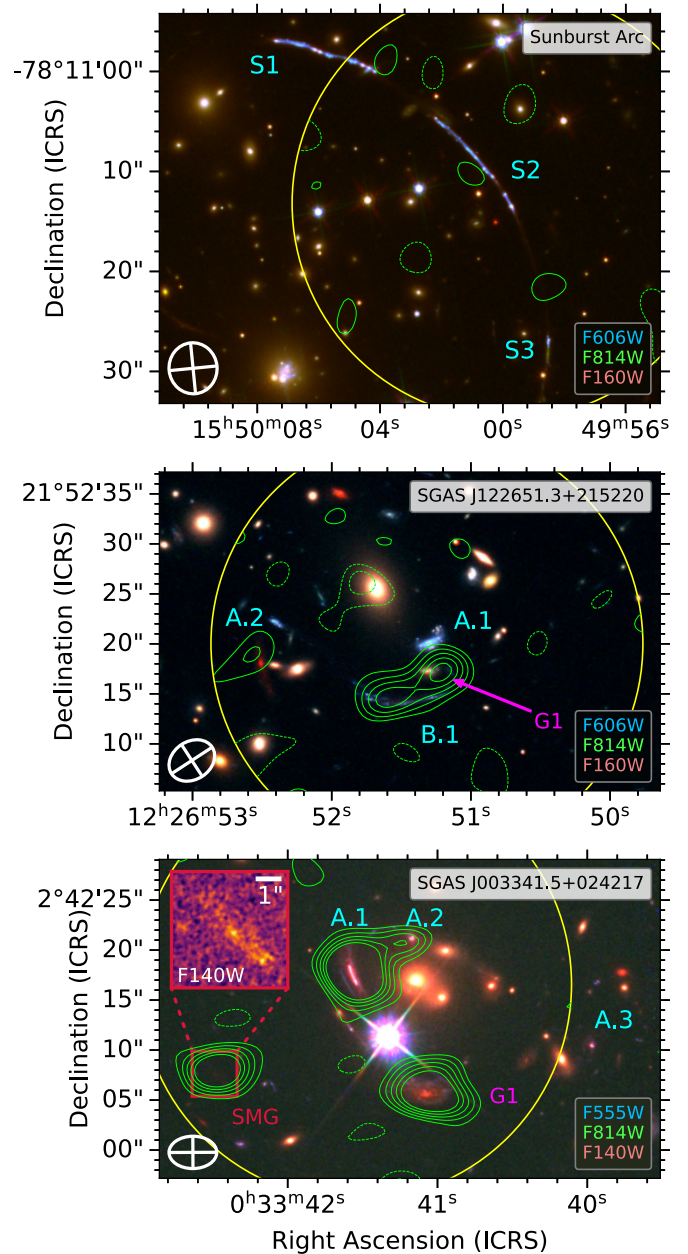 Sunburst Arc
S1
-78°11'00"
10"
S2
20"
S3
30"
F606W
F814W
F160W
Declination (ICRS)
15ʰ50ᵐ08ˢ 04ˢ 00ˢ 49ᵐ56ˢ
21°52'35"
SGAS J122651.3+215220
30"
25"
A.2
A.1
20"
15"
G1
B.1
10"
F606W
F814W
F160W
Declination (ICRS)
12ʰ26ᵐ53ˢ 52ˢ 51ˢ 50ˢ
1"
SGAS J003341.5+024217
2°42'25"
A.1
A.2
20"
F140W
15"
A.3
10"
05"
SMG
G1
F555W
F814W
F140W
00"
Declination (ICRS)
0ʰ33ᵐ42ˢ 41ˢ 40ˢ
Right Ascension (ICRS)